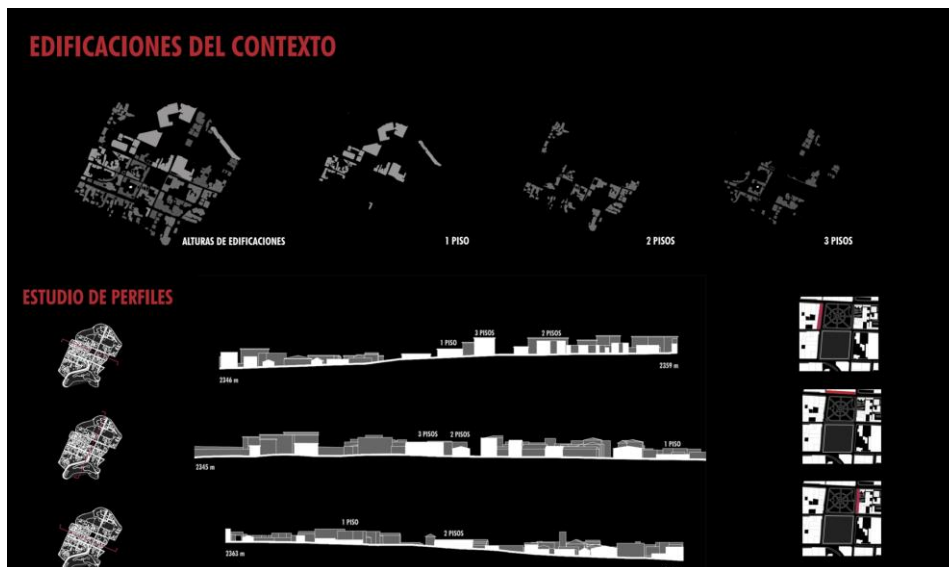 EDIFICACIONES DEL CONTEXTO
ALTURAS DE EDIFICACIONES
7
1 PISO
2 PISOS
3 PISOS
ESTUDIO DE PERFILES
1 PISO
3 PISOS
2 PISOS
2346 m
2359 m
3 PISOS
2 PISOS
1 PISO
2345 m
1 PISO
2 PISOS
2363 m